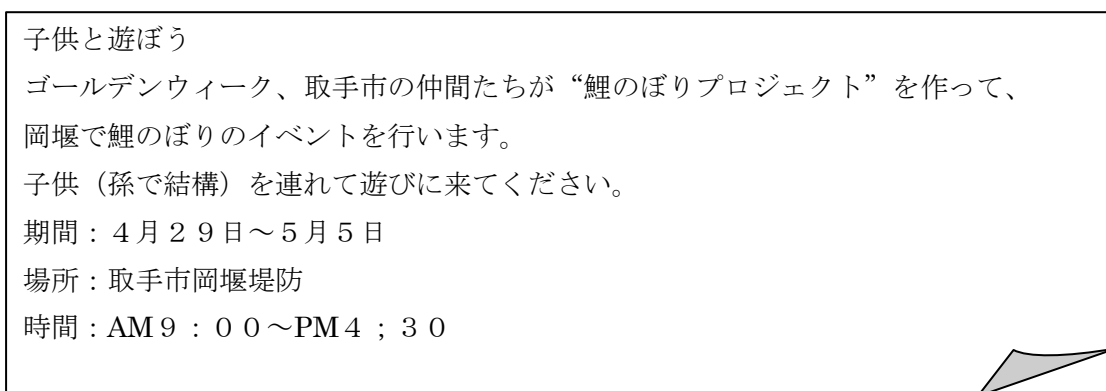 子供と遊ぼう
ゴールデンウィーク、取手市の仲間たちが“鯉のぼりプロジェクト”を作って、
岡堰で鯉のぼりのイベントを行います。
子供（孫で結構）を連れて遊びに来てください。
期間：４月２９日～５月５日
場所：取手市岡堰堤防
時間：AM９：００～PM４；３０